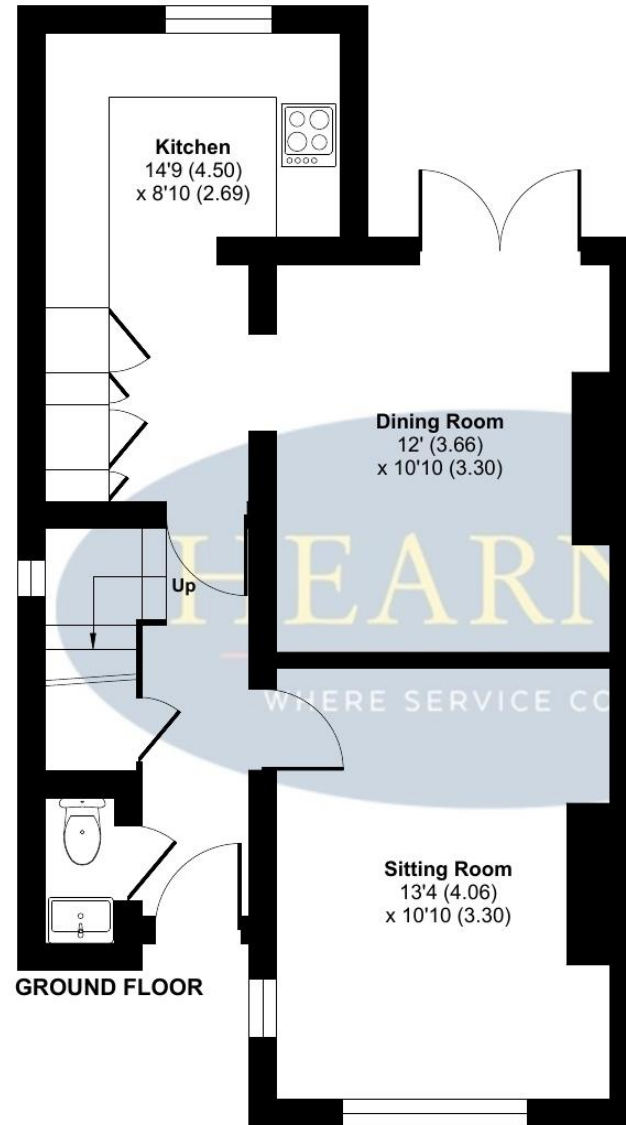 Kitchen
14'9 (4.50)
x 8'10 (2.69)
Dining Room
12' (3.66)
x 10'10 (3.30)
Up
HEARN
WHERE SERVICE CO
Sitting Room
13'4 (4.06)
x 10'10 (3.30)
GROUND FLOOR